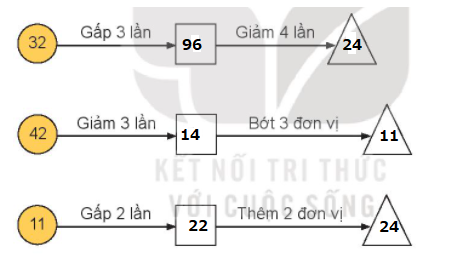 Gấp 3 lần Giảm 4 lần
32 96 24
Giảm 3 lần Bớt 3 đơn vị
42 14 11
KẾT NỐI TRI THỨC
VỚI CUỘC SỐNG
Gấp 2 lần Thêm 2 đơn vị
11 22 24